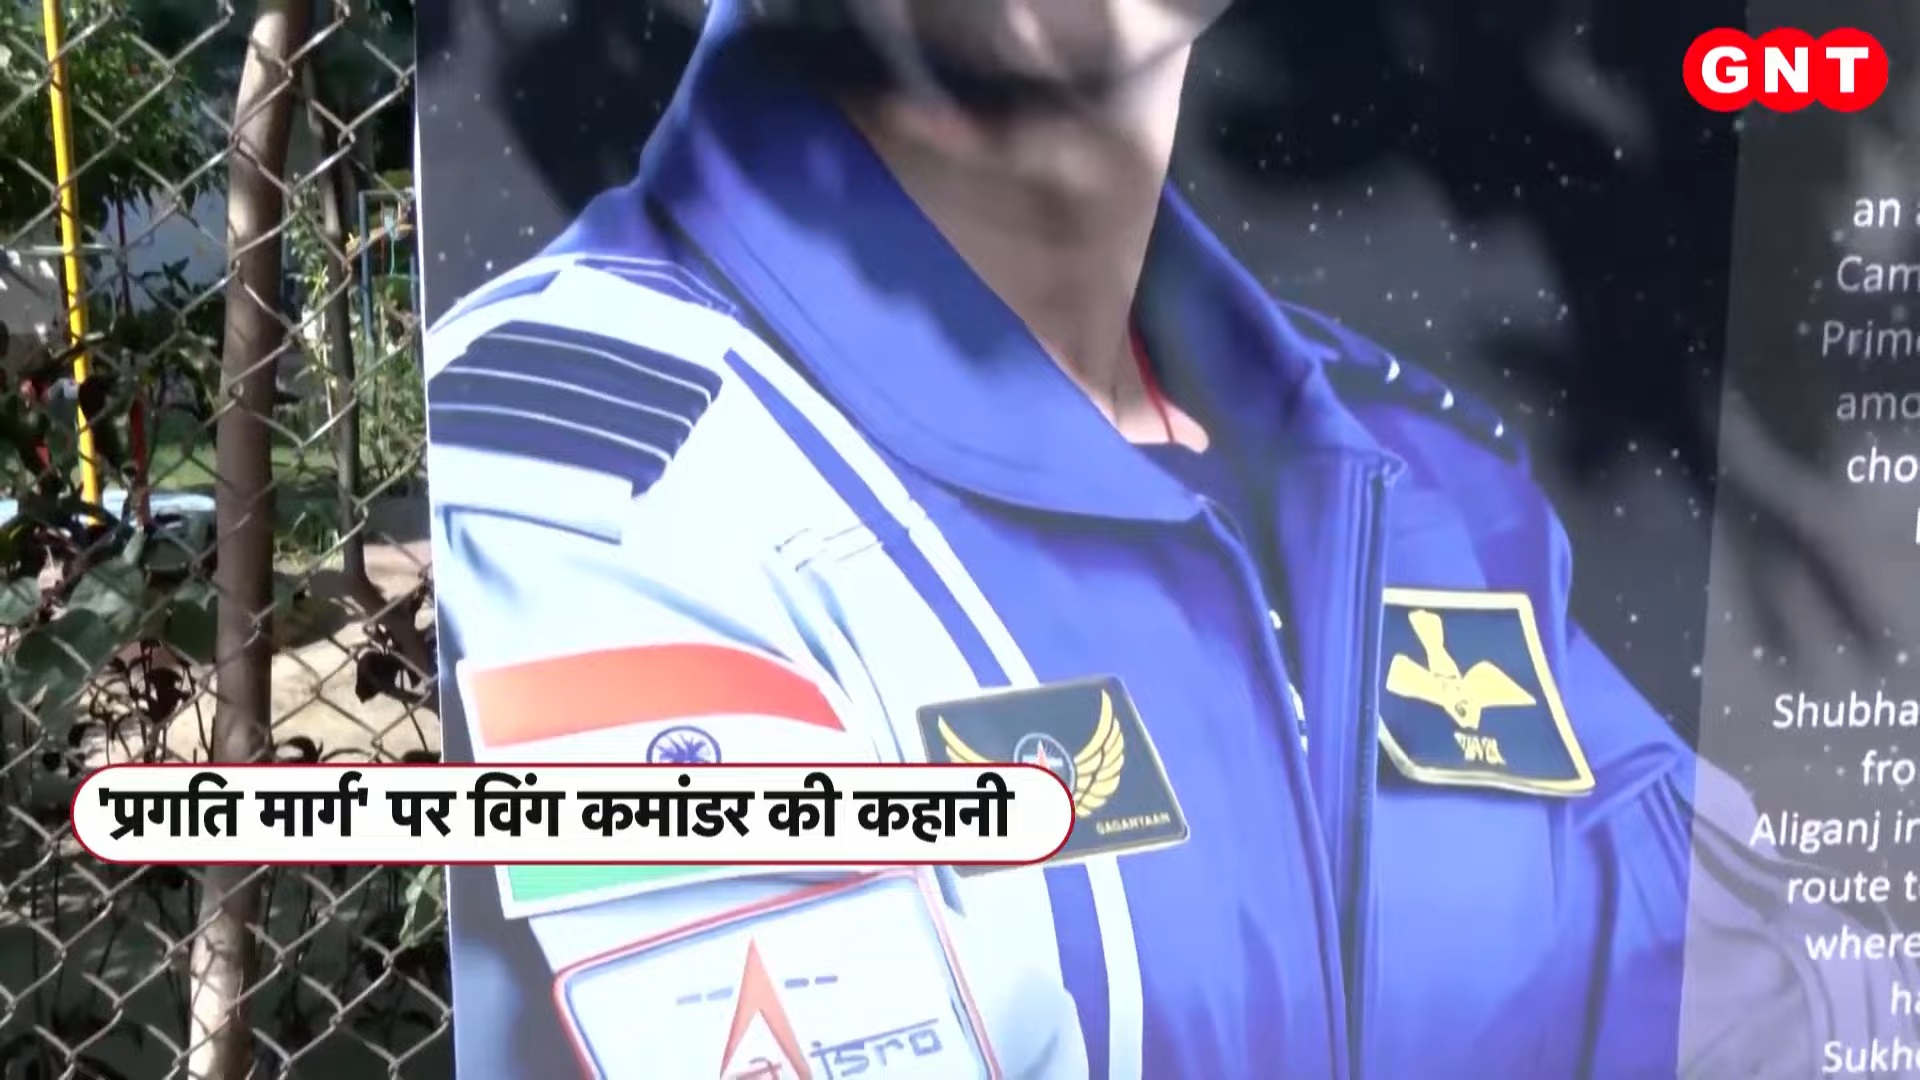 GNT
an
Cam
Prim
amo
cho
Shubha
fro
Aliganj in
route t
where
ha
Sukh
GAGANYAAN
'प्रगति मार्ग' पर विंग कमांडर की कहानी
isro